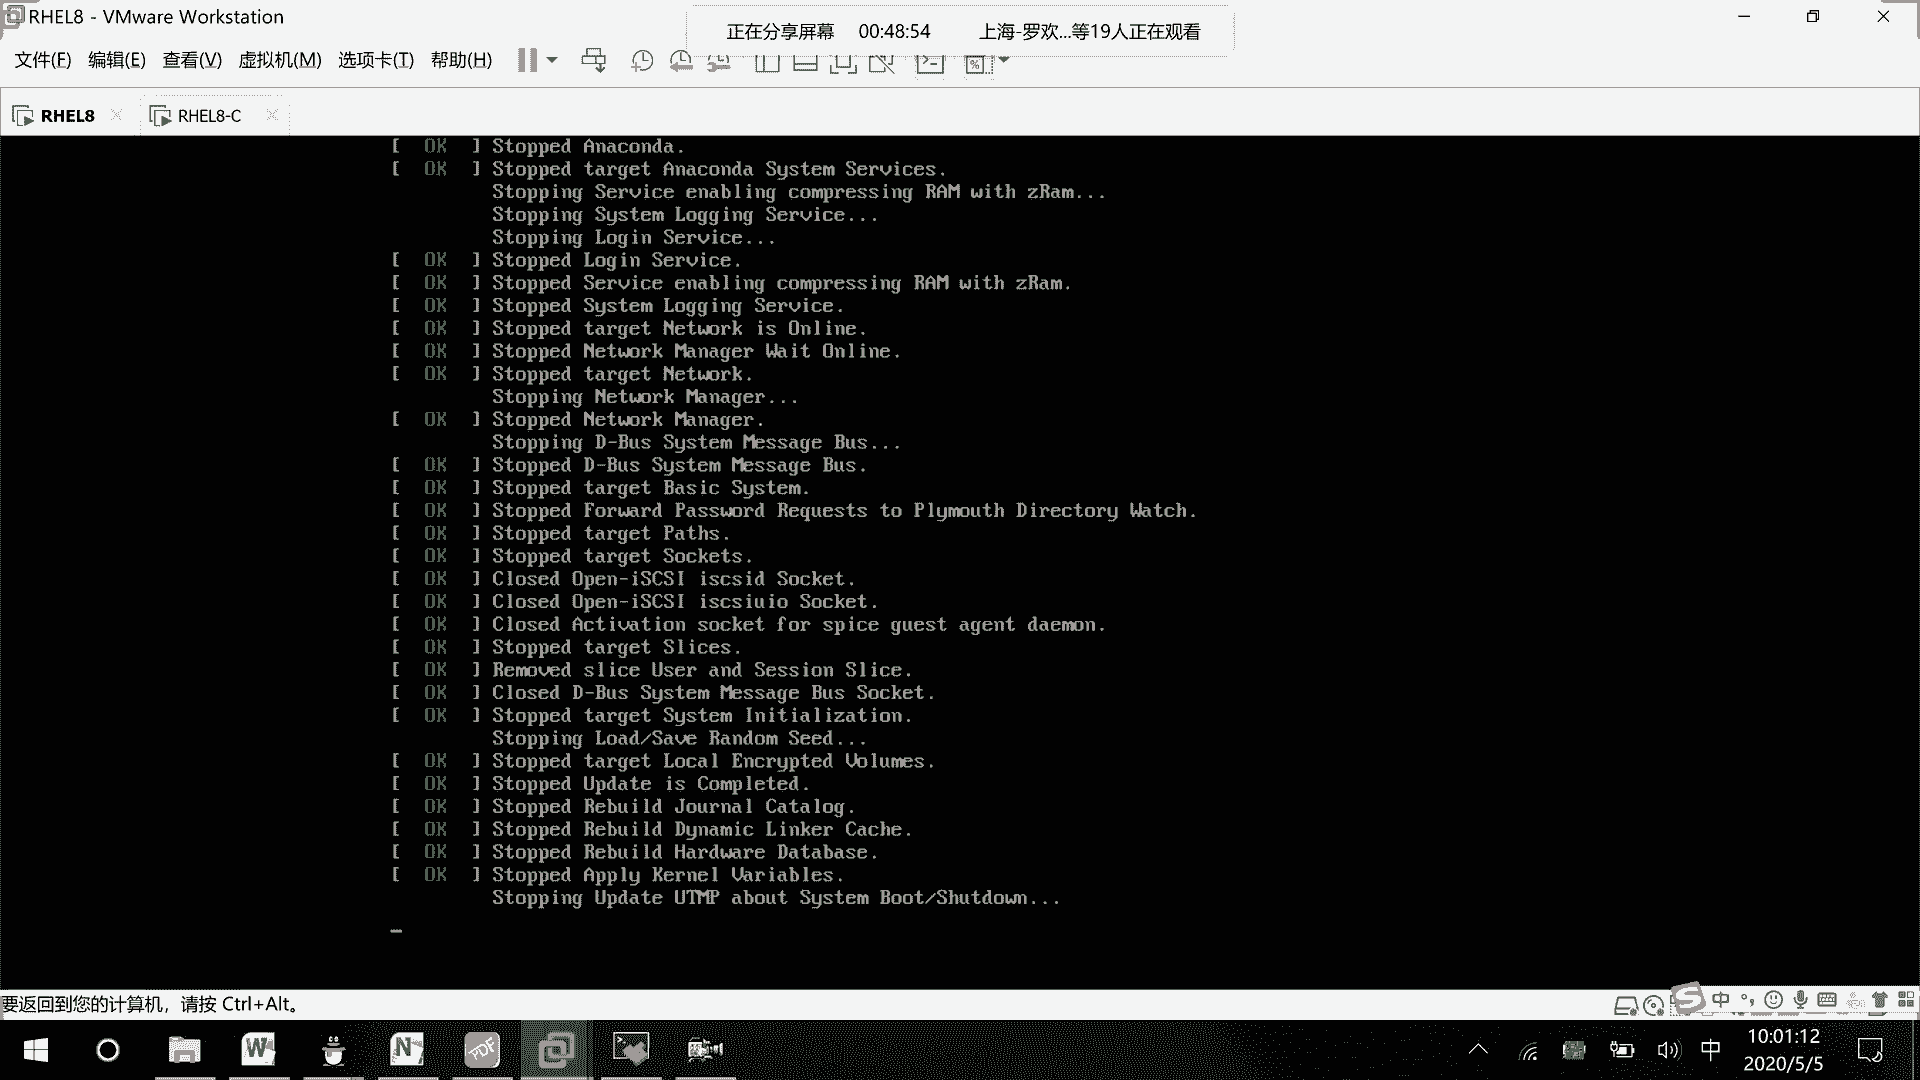 RHEL8 - VMware Workstation
正在分享屏幕 00:48:54 上海-罗欢...等19人正在观看
文件(F) 编辑(E) 查看(V) 虚拟机(M) 选项卡(T) 帮助(H)
RHEL8 RHEL8-C
[ OK ] Stopped Anaconda.
[ OK ] Stopped target Anaconda System Services.
Stopping Service enabling compressing RAM with zRam...
Stopping System Logging Service...
Stopping Login Service...
[ OK ] Stopped Login Service.
[ OK ] Stopped Service enabling compressing RAM with zRam.
[ OK ] Stopped System Logging Service.
[ OK ] Stopped target Network is Online.
[ OK ] Stopped Network Manager Wait Online.
[ OK ] Stopped target Network.
Stopping Network Manager...
[ OK ] Stopped Network Manager.
Stopping D-Bus System Message Bus...
[ OK ] Stopped D-Bus System Message Bus.
[ OK ] Stopped target Basic System.
[ OK ] Stopped Forward Password Requests to Plymouth Directory Watch.
[ OK ] Stopped target Paths.
[ OK ] Stopped target Sockets.
[ OK ] Closed Open-iSCSI iscsid Socket.
[ OK ] Closed Open-iSCSI iscsiuio Socket.
[ OK ] Closed Activation socket for spice guest agent daemon.
[ OK ] Stopped target Slices.
[ OK ] Removed slice User and Session Slice.
[ OK ] Closed D-Bus System Message Bus Socket.
[ OK ] Stopped target System Initialization.
Stopping Load/Save Random Seed...
[ OK ] Stopped target Local Encrypted Volumes.
[ OK ] Stopped Update is Completed.
[ OK ] Stopped Rebuild Journal Catalog.
[ OK ] Stopped Rebuild Dynamic Linker Cache.
[ OK ] Stopped Rebuild Hardware Database.
[ OK ] Stopped Apply Kernel Variables.
Stopping Update UTMP about System Boot/Shutdown...
要返回到您的计算机，请按 Ctrl+Alt。
中
W N PDF
中
10:01:12
2020/5/5